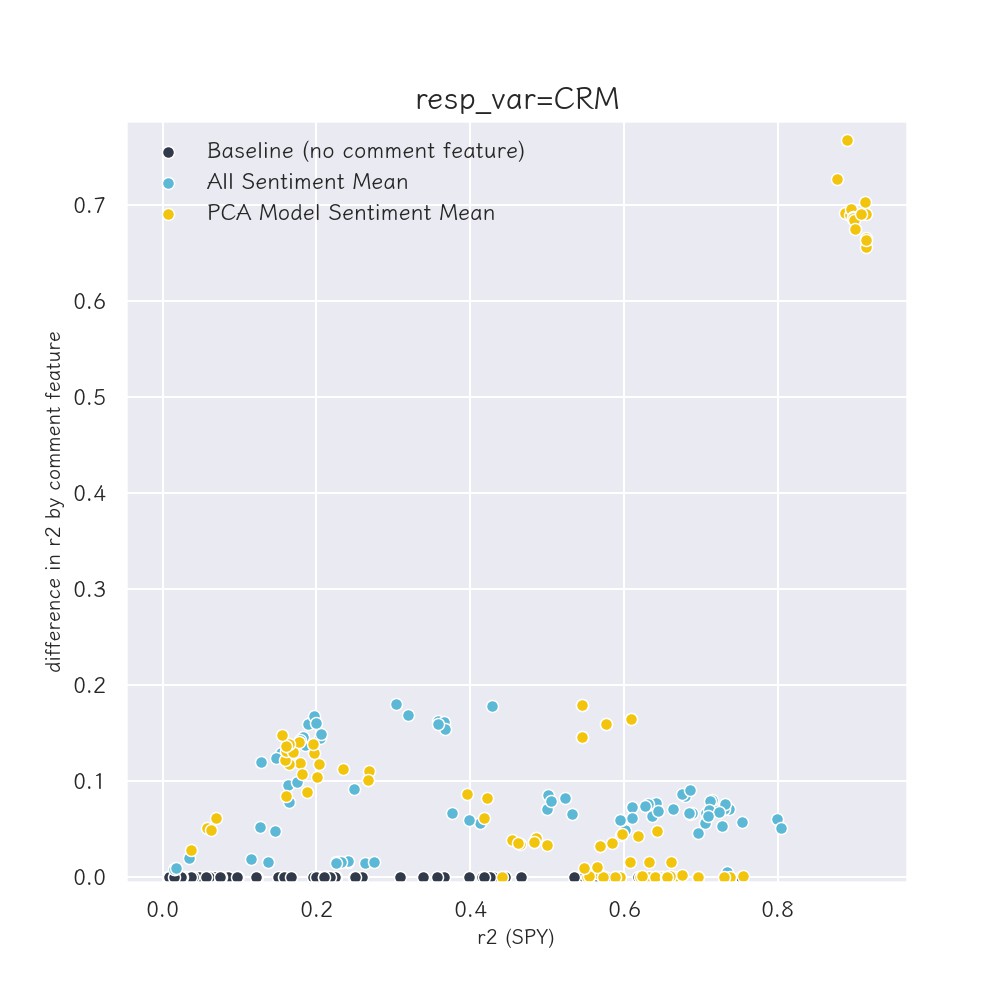 resp_var=CRM
Baseline (no comment feature)
All Sentiment Mean
PCA Model Sentiment Mean
difference in r2 by comment feature
0.7
0.6
0.5
0.4
0.3
0.2
0.1
0.0
0.0 0.2 0.4 0.6 0.8
r2 (SPY)